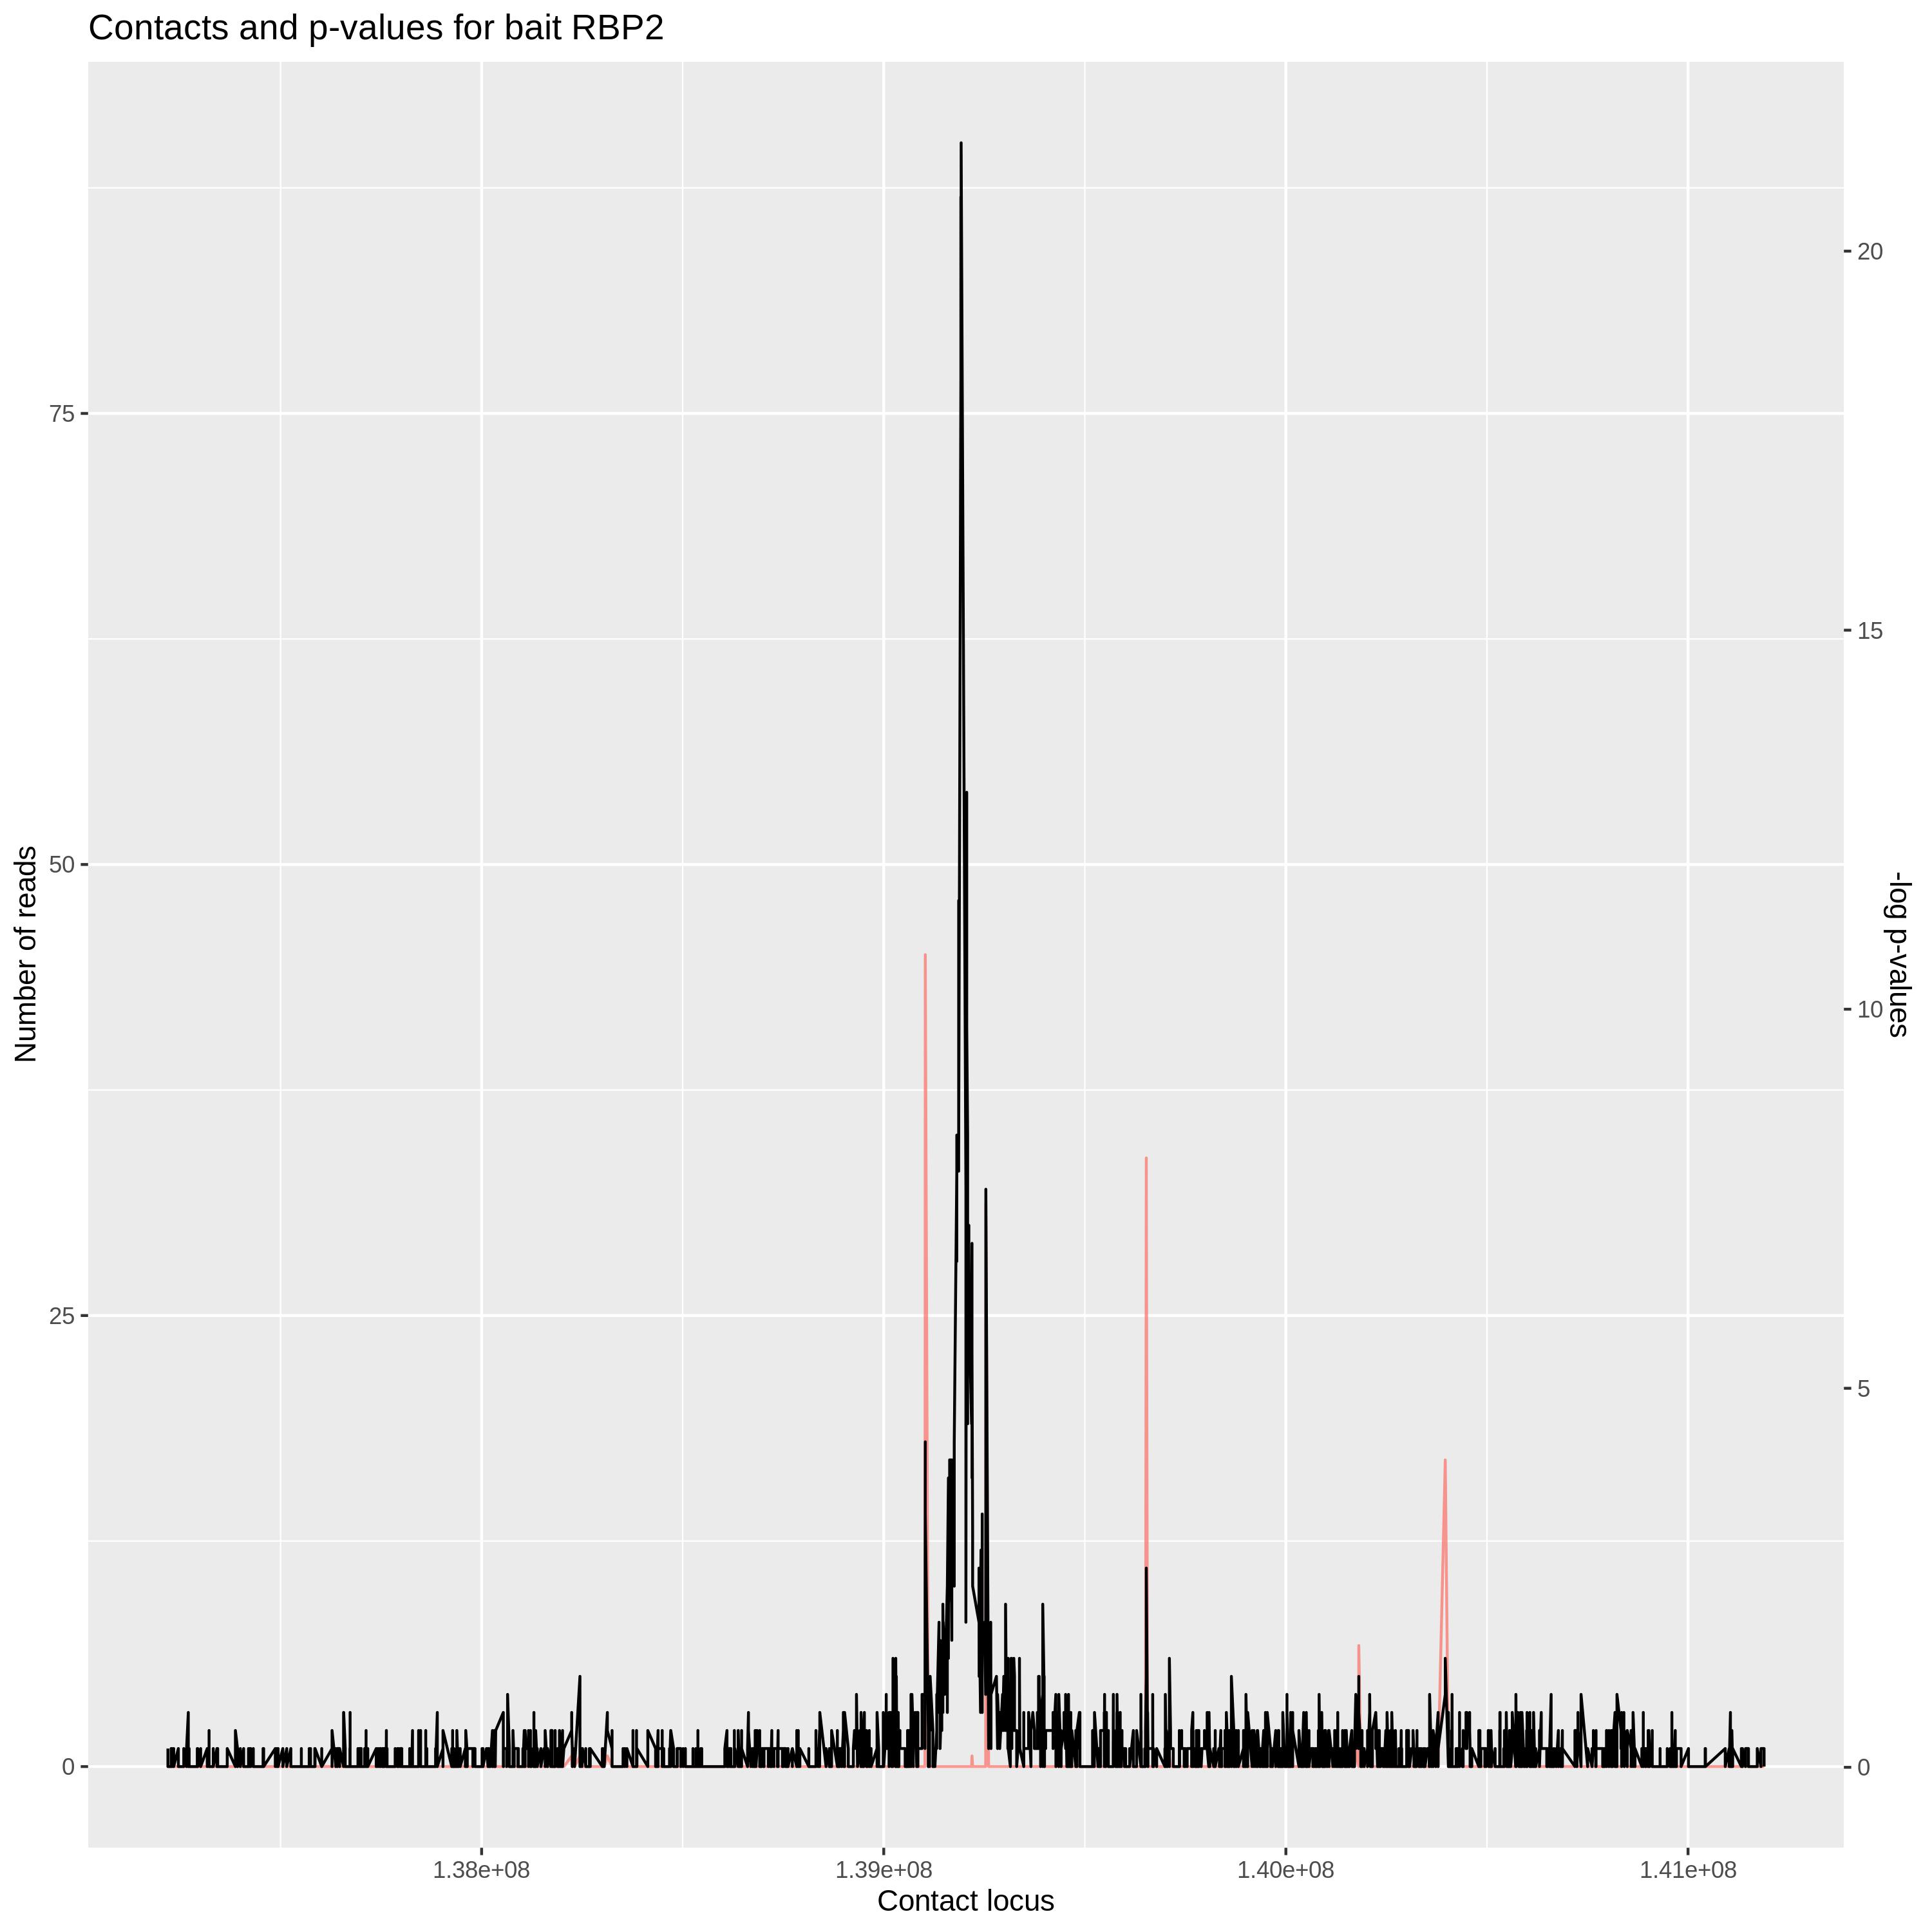 Contacts and p-values for bait RBP2
75
50
25
0
Number of reads
20
15
10
5
0
-log p-values
1.38e+08 1.39e+08 1.40e+08 1.41e+08
Contact locus